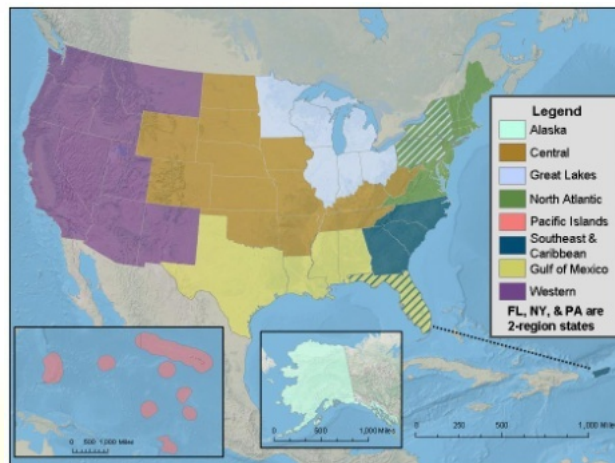 Legend
Alaska
Central
Great Lakes
North Atlantic
Pacific Islands
Southeast &
Caribbean
Gulf of Mexico
Western
FL, NY, & PA are
2-region states
0 500 1,000 Miles
0 500 1,000 Miles
0 250 500 1,000 Miles